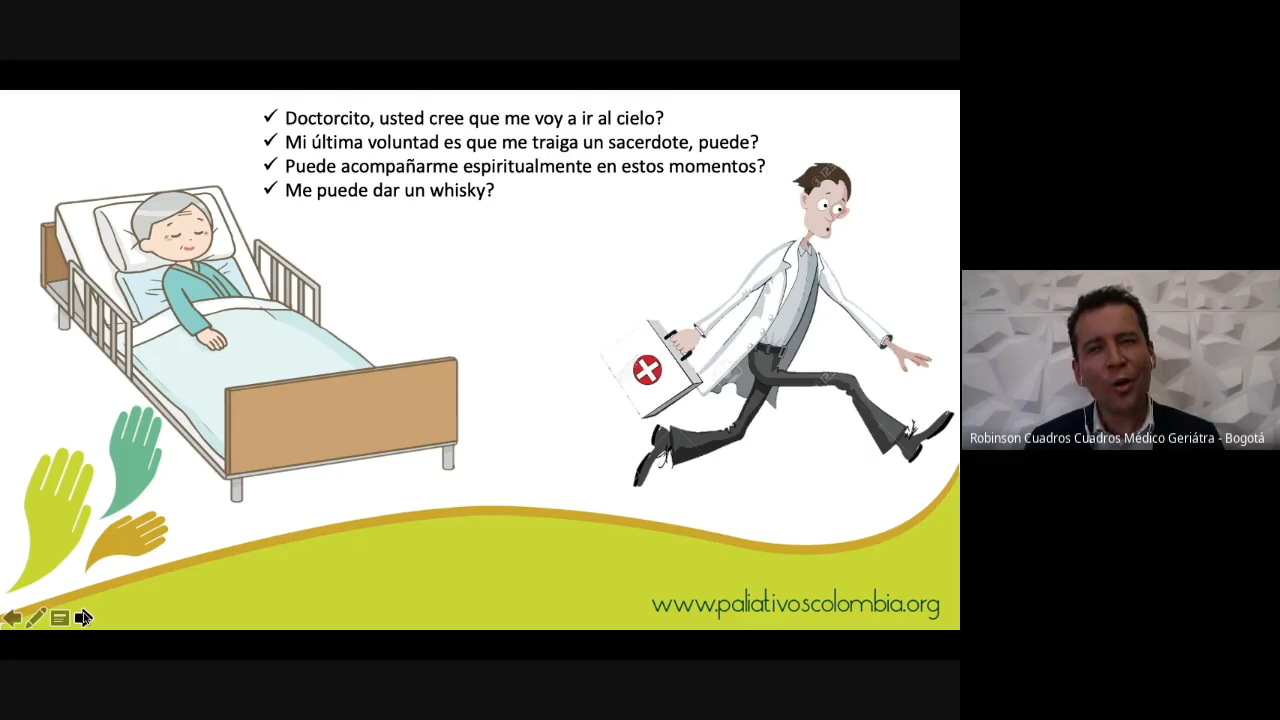 ✓ Doctorcito, usted cree que me voy a ir al cielo?
✓ Mi última voluntad es que me traiga un sacerdote, puede?
✓ Puede acompañarme espiritualmente en estos momentos?
✓ Me puede dar un whisky?
Robinson Cuadros Cuadros Médico Geriátra - Bogotá
www.paliativoscolombia.org